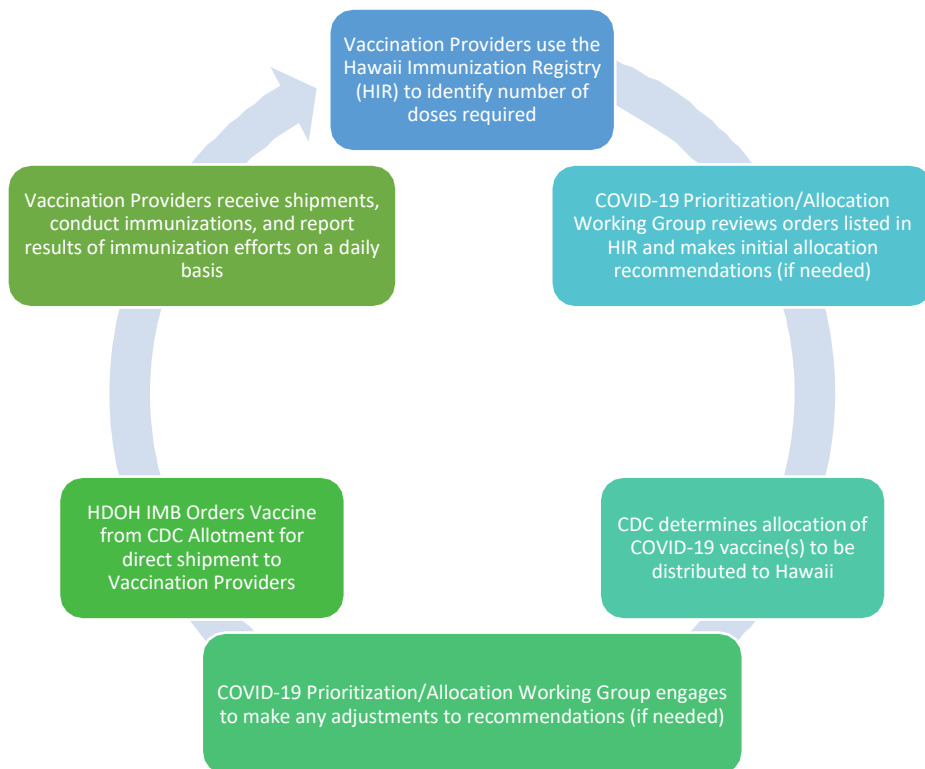 Vaccination Providers use the
Hawaii Immunization Registry
(HIR) to identify number of
doses required
COVID-19 Prioritization/Allocation
Working Group reviews orders listed in
HIR and makes initial allocation
recommendations (if needed)
CDC determines allocation of
COVID-19 vaccine(s) to be
distributed to Hawaii
COVID-19 Prioritization/Allocation Working Group engages
to make any adjustments to recommendations (if needed)
HDOH IMB Orders Vaccine
from CDC Allotment for
direct shipment to
Vaccination Providers
Vaccination Providers receive shipments,
conduct immunizations, and report
results of immunization efforts on a daily
basis